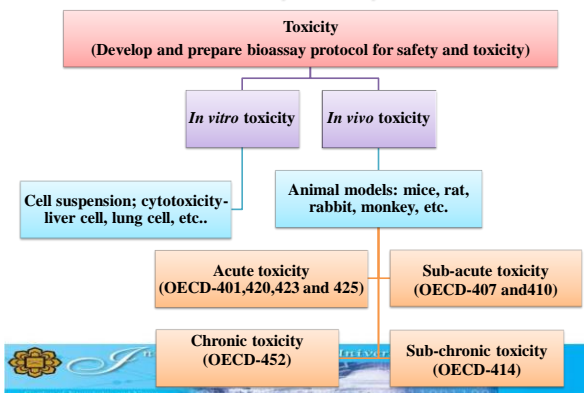 Toxicity
(Develop and prepare bioassay protocol for safety and toxicity)
In vitro toxicity
In vivo toxicity
Cell suspension; cytotoxicity-
liver cell, lung cell, etc..
Animal models: mice, rat,
rabbit, monkey, etc.
Acute toxicity
(OECD-401,420,423 and 425)
Sub-acute toxicity
(OECD-407 and410)
Chronic toxicity
(OECD-452)
Sub-chronic toxicity
(OECD-414)